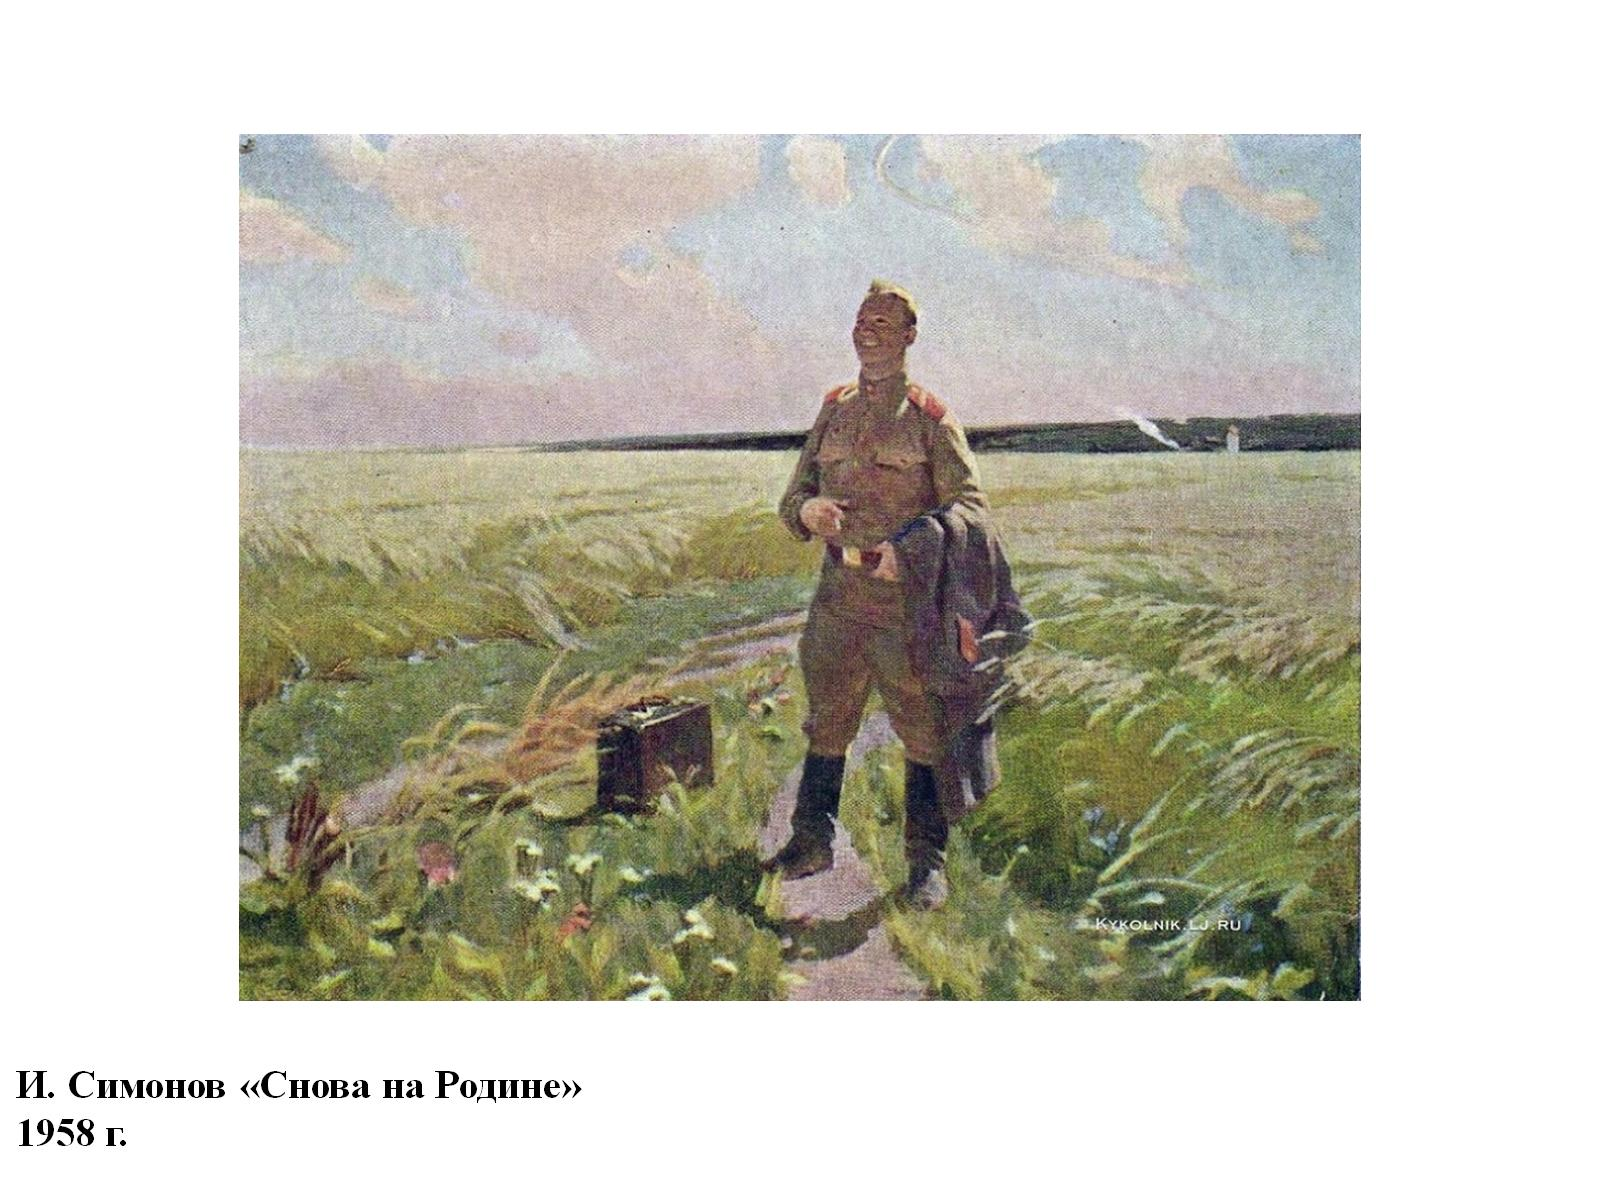 KYKOLNIK.LJ.RU
И. Симонов «Снова на Родине»
1958 г.